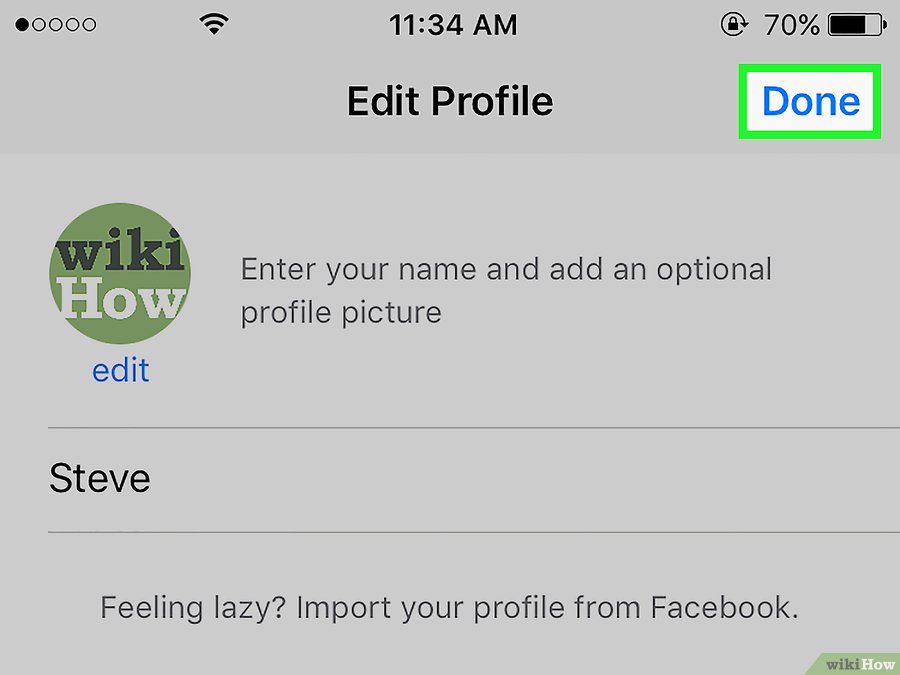 11:34 AM 70%
Edit Profile Done
wiki
How
Enter your name and add an optional
profile picture
edit
Steve
Feeling lazy? Import your profile from Facebook.
wikiHow